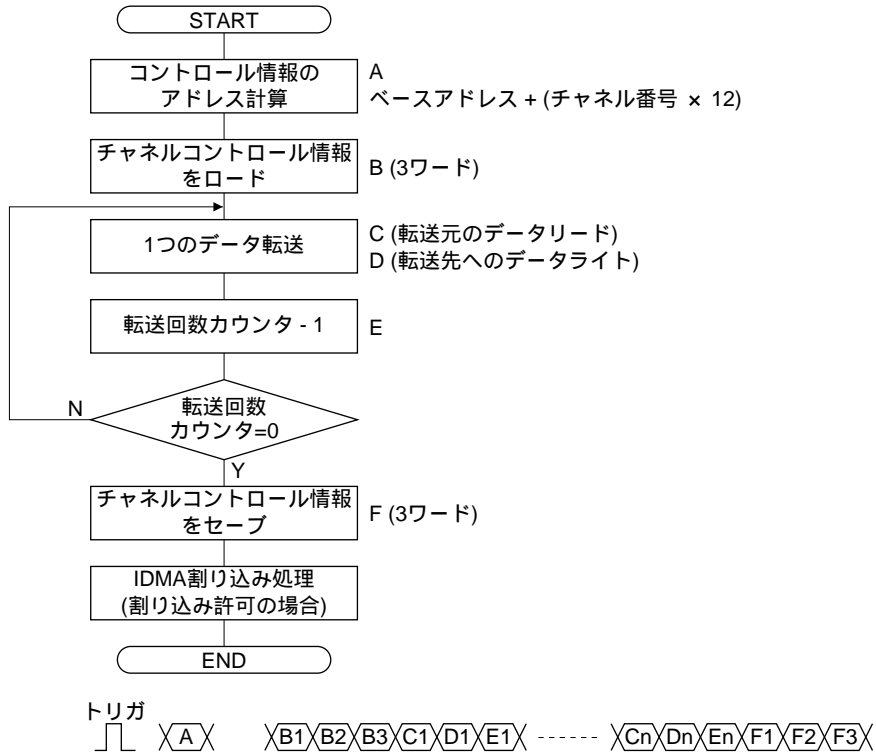 START
コントロール情報の
アドレス計算
A
ベースアドレス + (チャネル番号 × 12)
チャネルコントロール情報
をロード
B (3ワード)
1つのデータ転送
C (転送元のデータリード)
D (転送先へのデータライト)
転送回数カウンタ - 1
E
転送回数
カウンタ=0
N
Y
チャネルコントロール情報
をセーブ
F (3ワード)
IDMA割り込み処理
(割り込み許可の場合)
END
トリガ
A B1 B2 B3 C1 D1 E1 ------ Cn Dn En F1 F2 F3